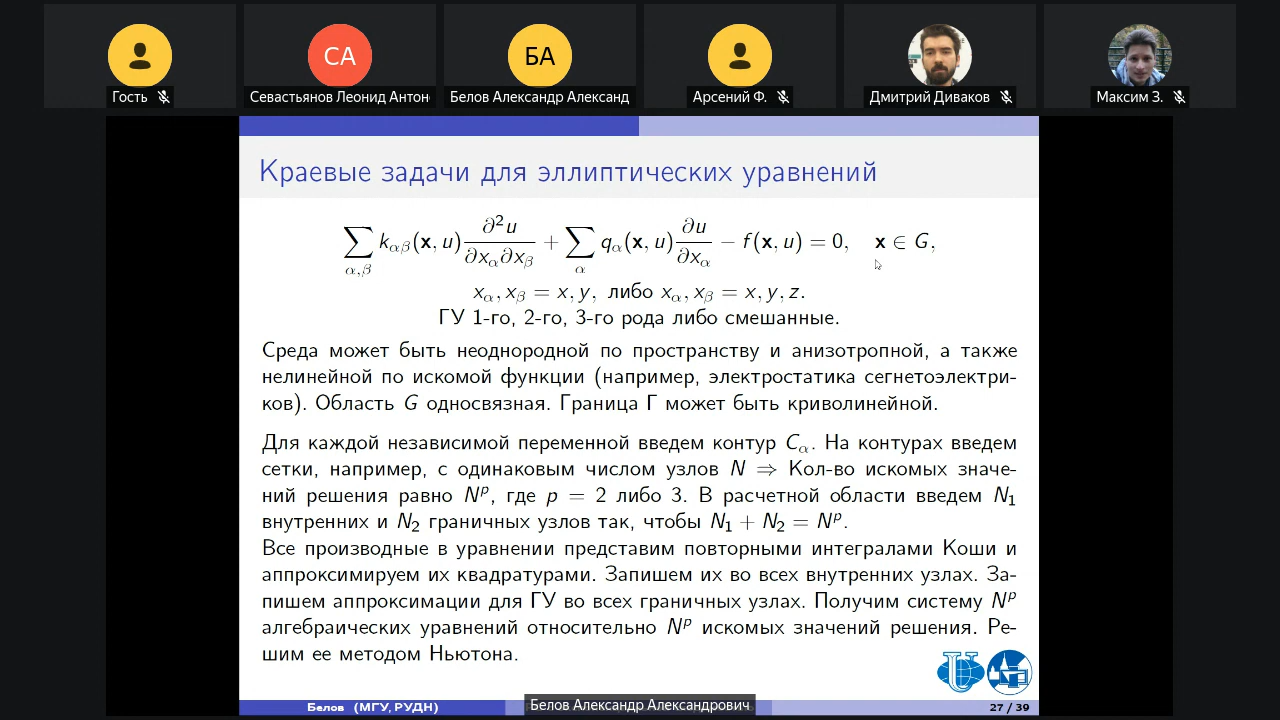 СА
БА
Гость
Севастьянов Леонид Антон
Белов Александр Александ
Арсений Ф.
Дмитрий Диваков
Максим З.
Краевые задачи для эллиптических уравнений
∑_{α,β} k_{αβ}(x, u) ∂²u/∂x_α∂x_β + ∑_α q_α(x, u) ∂u/∂x_α − f(x, u) = 0, x ∈ G,
x_α, x_β = x, y, либо x_α, x_β = x, y, z.
ГУ 1-го, 2-го, 3-го рода либо смешанные.
Среда может быть неоднородной по пространству и анизотропной, а также
нелинейной по искомой функции (например, электростатика сегнетоэлектри-
ков). Область G односвязная. Граница Γ может быть криволинейной.
Для каждой независимой переменной введем контур C_α. На контурах введем
сетки, например, с одинаковым числом узлов N ⇒ Кол-во искомых значе-
ний решения равно N^p, где p = 2 либо 3. В расчетной области введем N₁
внутренних и N₂ граничных узлов так, чтобы N₁ + N₂ = N^p.
Все производные в уравнении представим повторными интегралами Коши и
аппроксимируем их квадратурами. Запишем их во всех внутренних узлах. За-
пишем аппроксимации для ГУ во всех граничных узлах. Получим систему N^p
алгебраических уравнений относительно N^p искомых значений решения. Ре-
шим ее методом Ньютона.
Белов (МГУ, РУДН)
Белов Александр Александрович
27 / 39